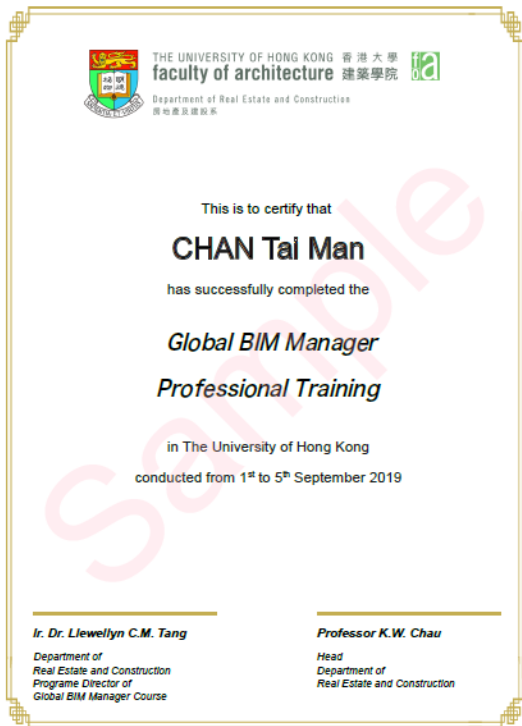 THE UNIVERSITY OF HONG KONG 香港大學
faculty of architecture 建築學院
fa
Department of Real Estate and Construction
房地產及建設系
This is to certify that
CHAN Tai Man
has successfully completed the
Global BIM Manager
Professional Training
in The University of Hong Kong
conducted from 1st to 5th September 2019
Sample
Ir. Dr. Llewellyn C.M. Tang
Department of
Real Estate and Construction
Programe Director of
Global BIM Manager Course
Professor K.W. Chau
Head
Department of
Real Estate and Construction